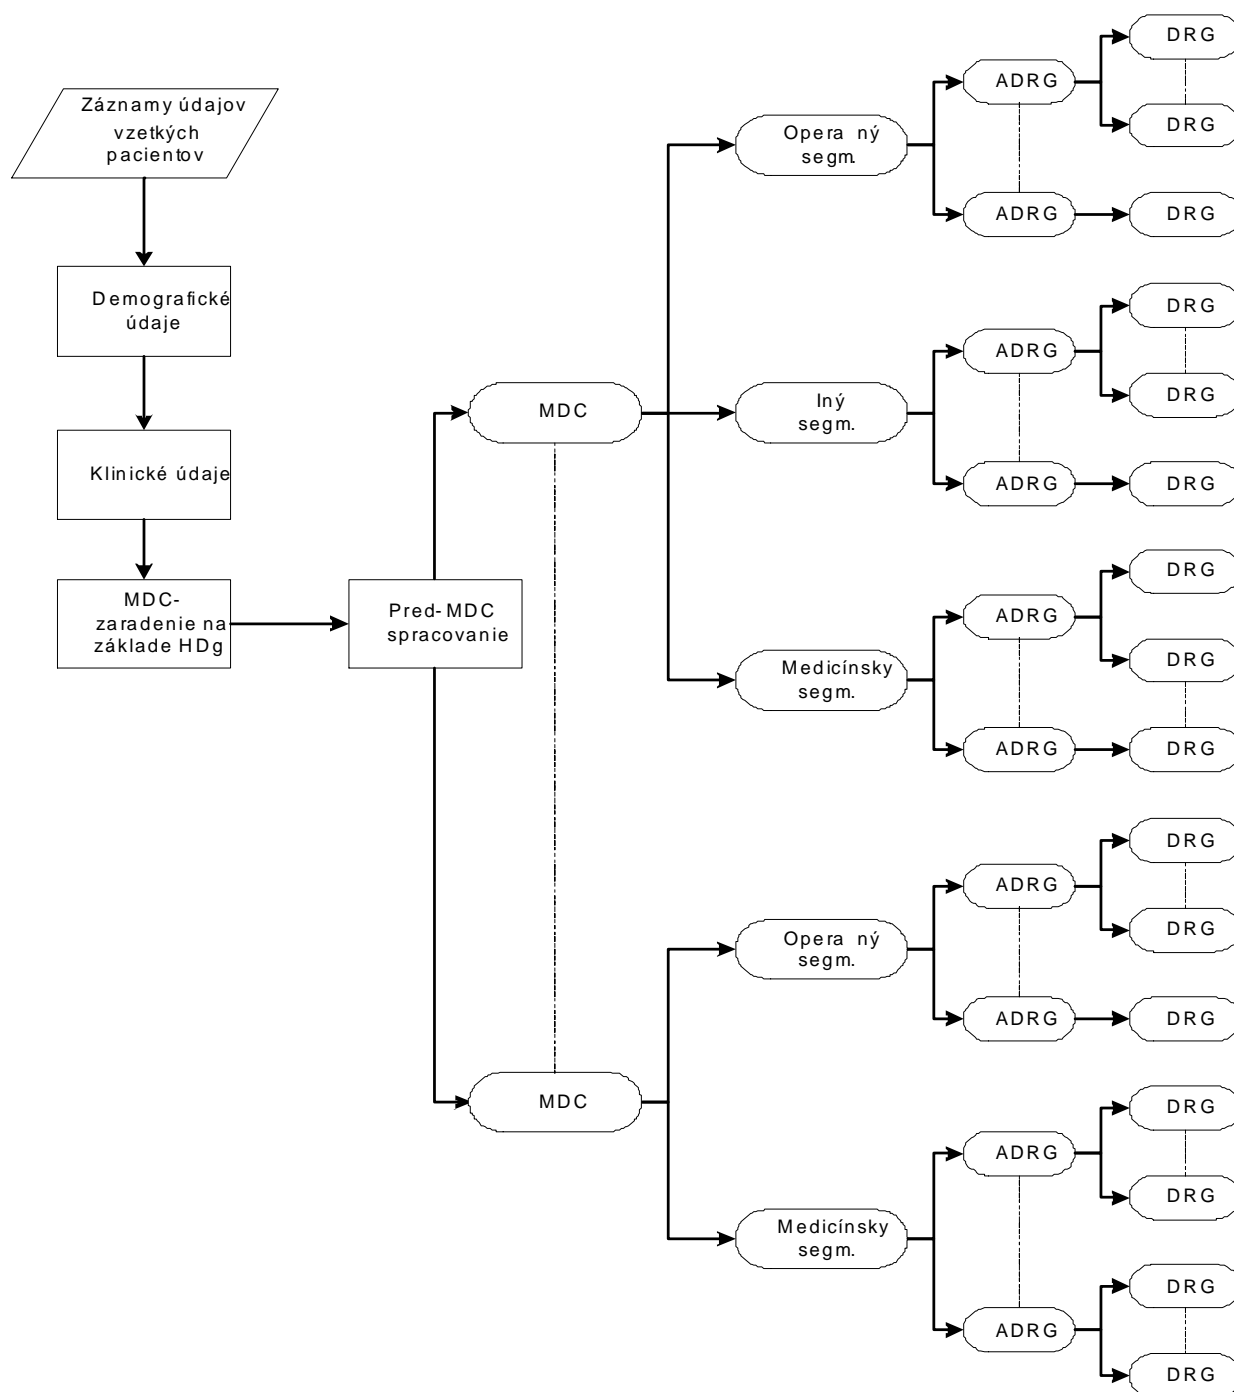 Záznamy údajov
vzetkých
pacientov
Demografické
údaje
Klinické údaje
MDC-
zaradenie na
základe HDg
Pred-MDC
spracovanie
MDC
Opera ný
segm.
ADRG
DRG
DRG
ADRG
DRG
Iný
segm.
ADRG
DRG
DRG
ADRG
DRG
Medicínsky
segm.
ADRG
DRG
DRG
ADRG
DRG
MDC
Opera ný
segm.
ADRG
DRG
DRG
ADRG
DRG
Medicínsky
segm.
ADRG
DRG
DRG
ADRG
DRG
DRG